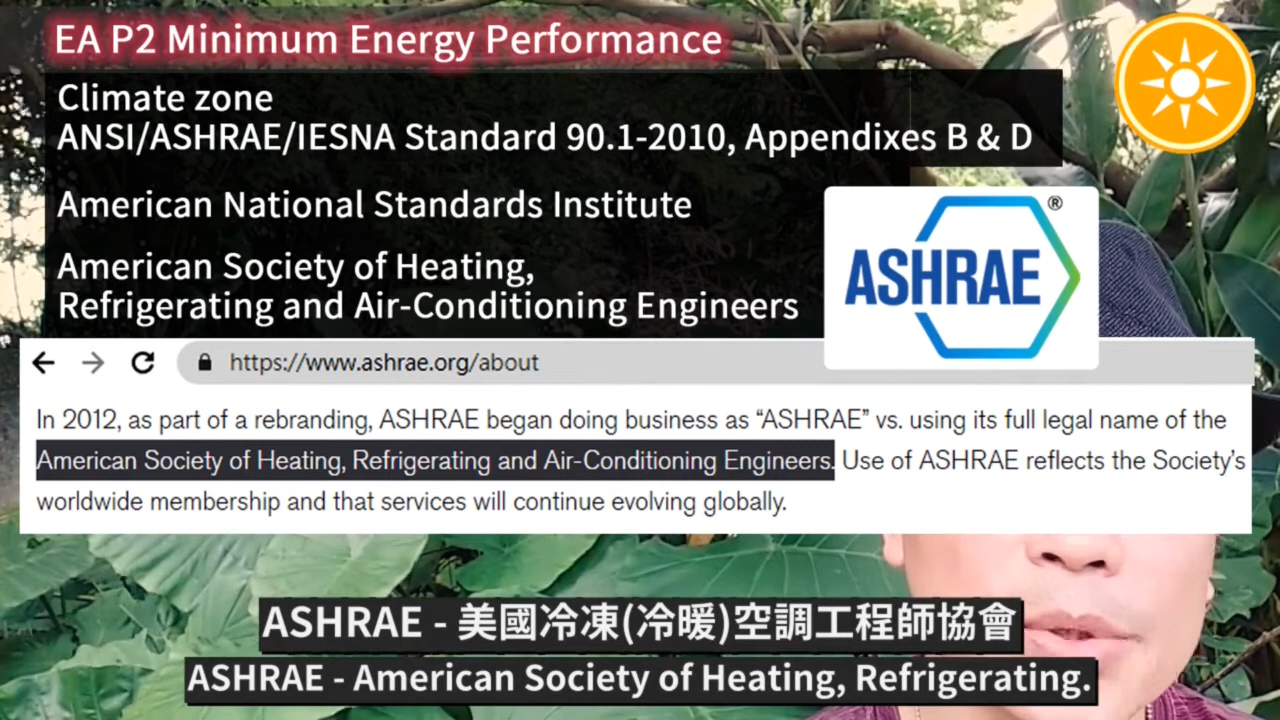 EA P2 Minimum Energy Performance
Climate zone
ANSI/ASHRAE/IESNA Standard 90.1-2010, Appendixes B & D
American National Standards Institute
American Society of Heating,
Refrigerating and Air-Conditioning Engineers
ASHRAE®
https://www.ashrae.org/about
In 2012, as part of a rebranding, ASHRAE began doing business as “ASHRAE” vs. using its full legal name of the
American Society of Heating, Refrigerating and Air-Conditioning Engineers. Use of ASHRAE reflects the Society’s
worldwide membership and that services will continue evolving globally.
ASHRAE - 美國冷凍(冷暖)空調工程師協會
ASHRAE - American Society of Heating, Refrigerating.